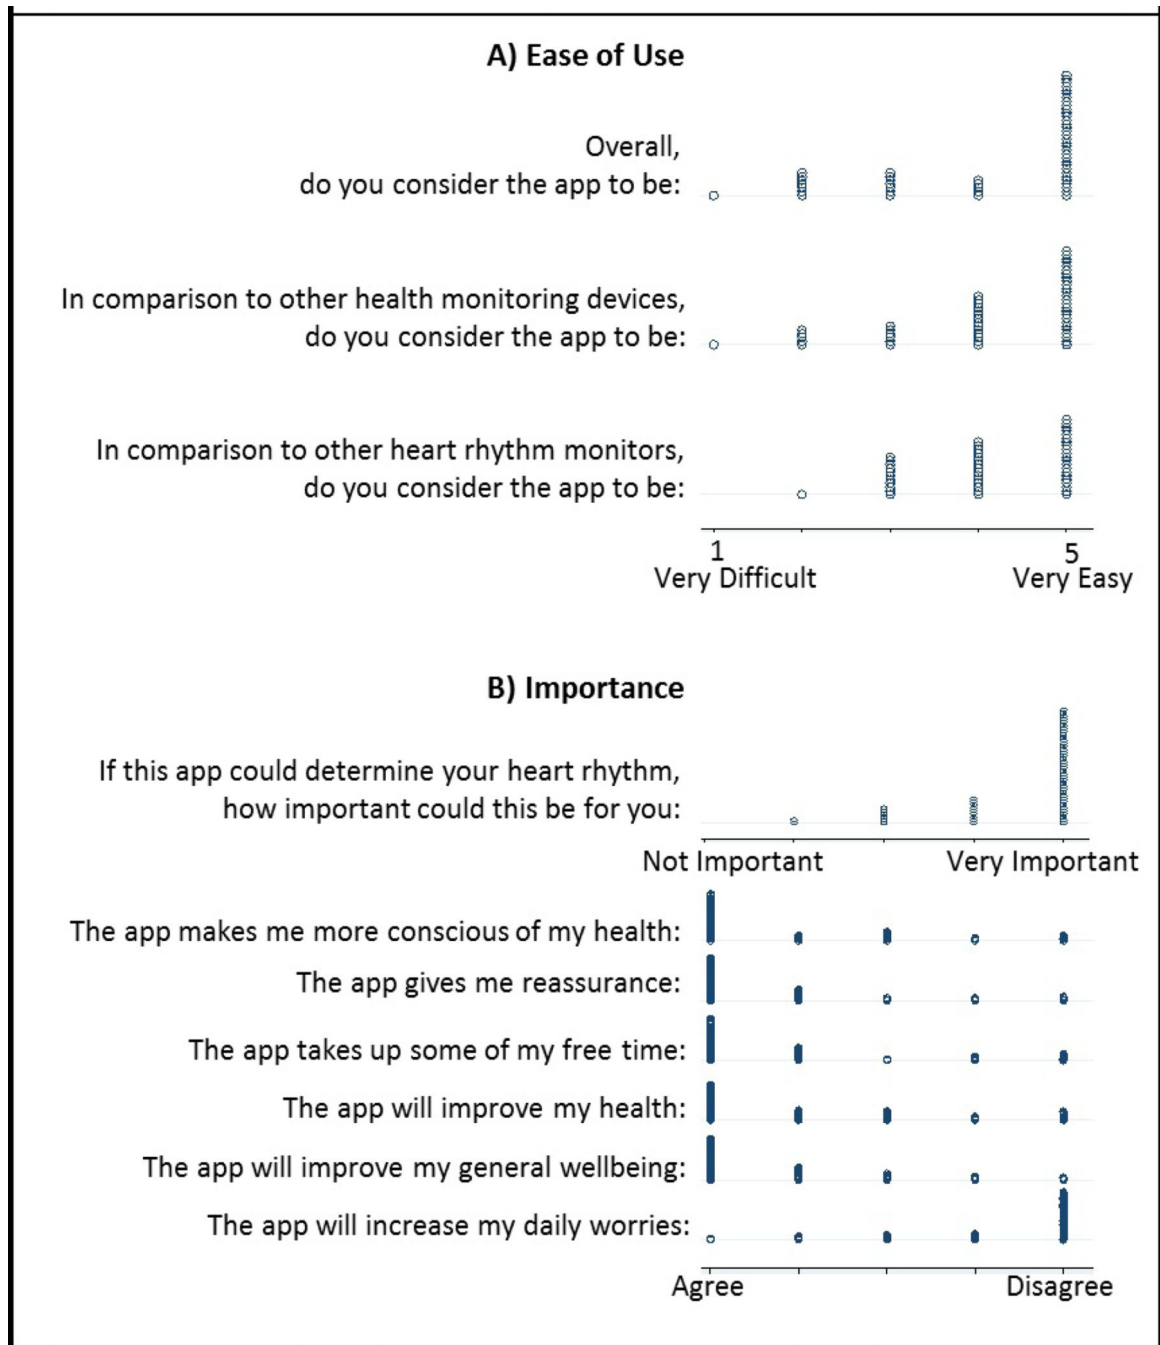 A) Ease of Use
Overall,
do you consider the app to be:
In comparison to other health monitoring devices,
do you consider the app to be:
In comparison to other heart rhythm monitors,
do you consider the app to be:
1 5
Very Difficult Very Easy
B) Importance
If this app could determine your heart rhythm,
how important could this be for you:
Not Important Very Important
The app makes me more conscious of my health:
The app gives me reassurance:
The app takes up some of my free time:
The app will improve my health:
The app will improve my general wellbeing:
The app will increase my daily worries:
Agree Disagree